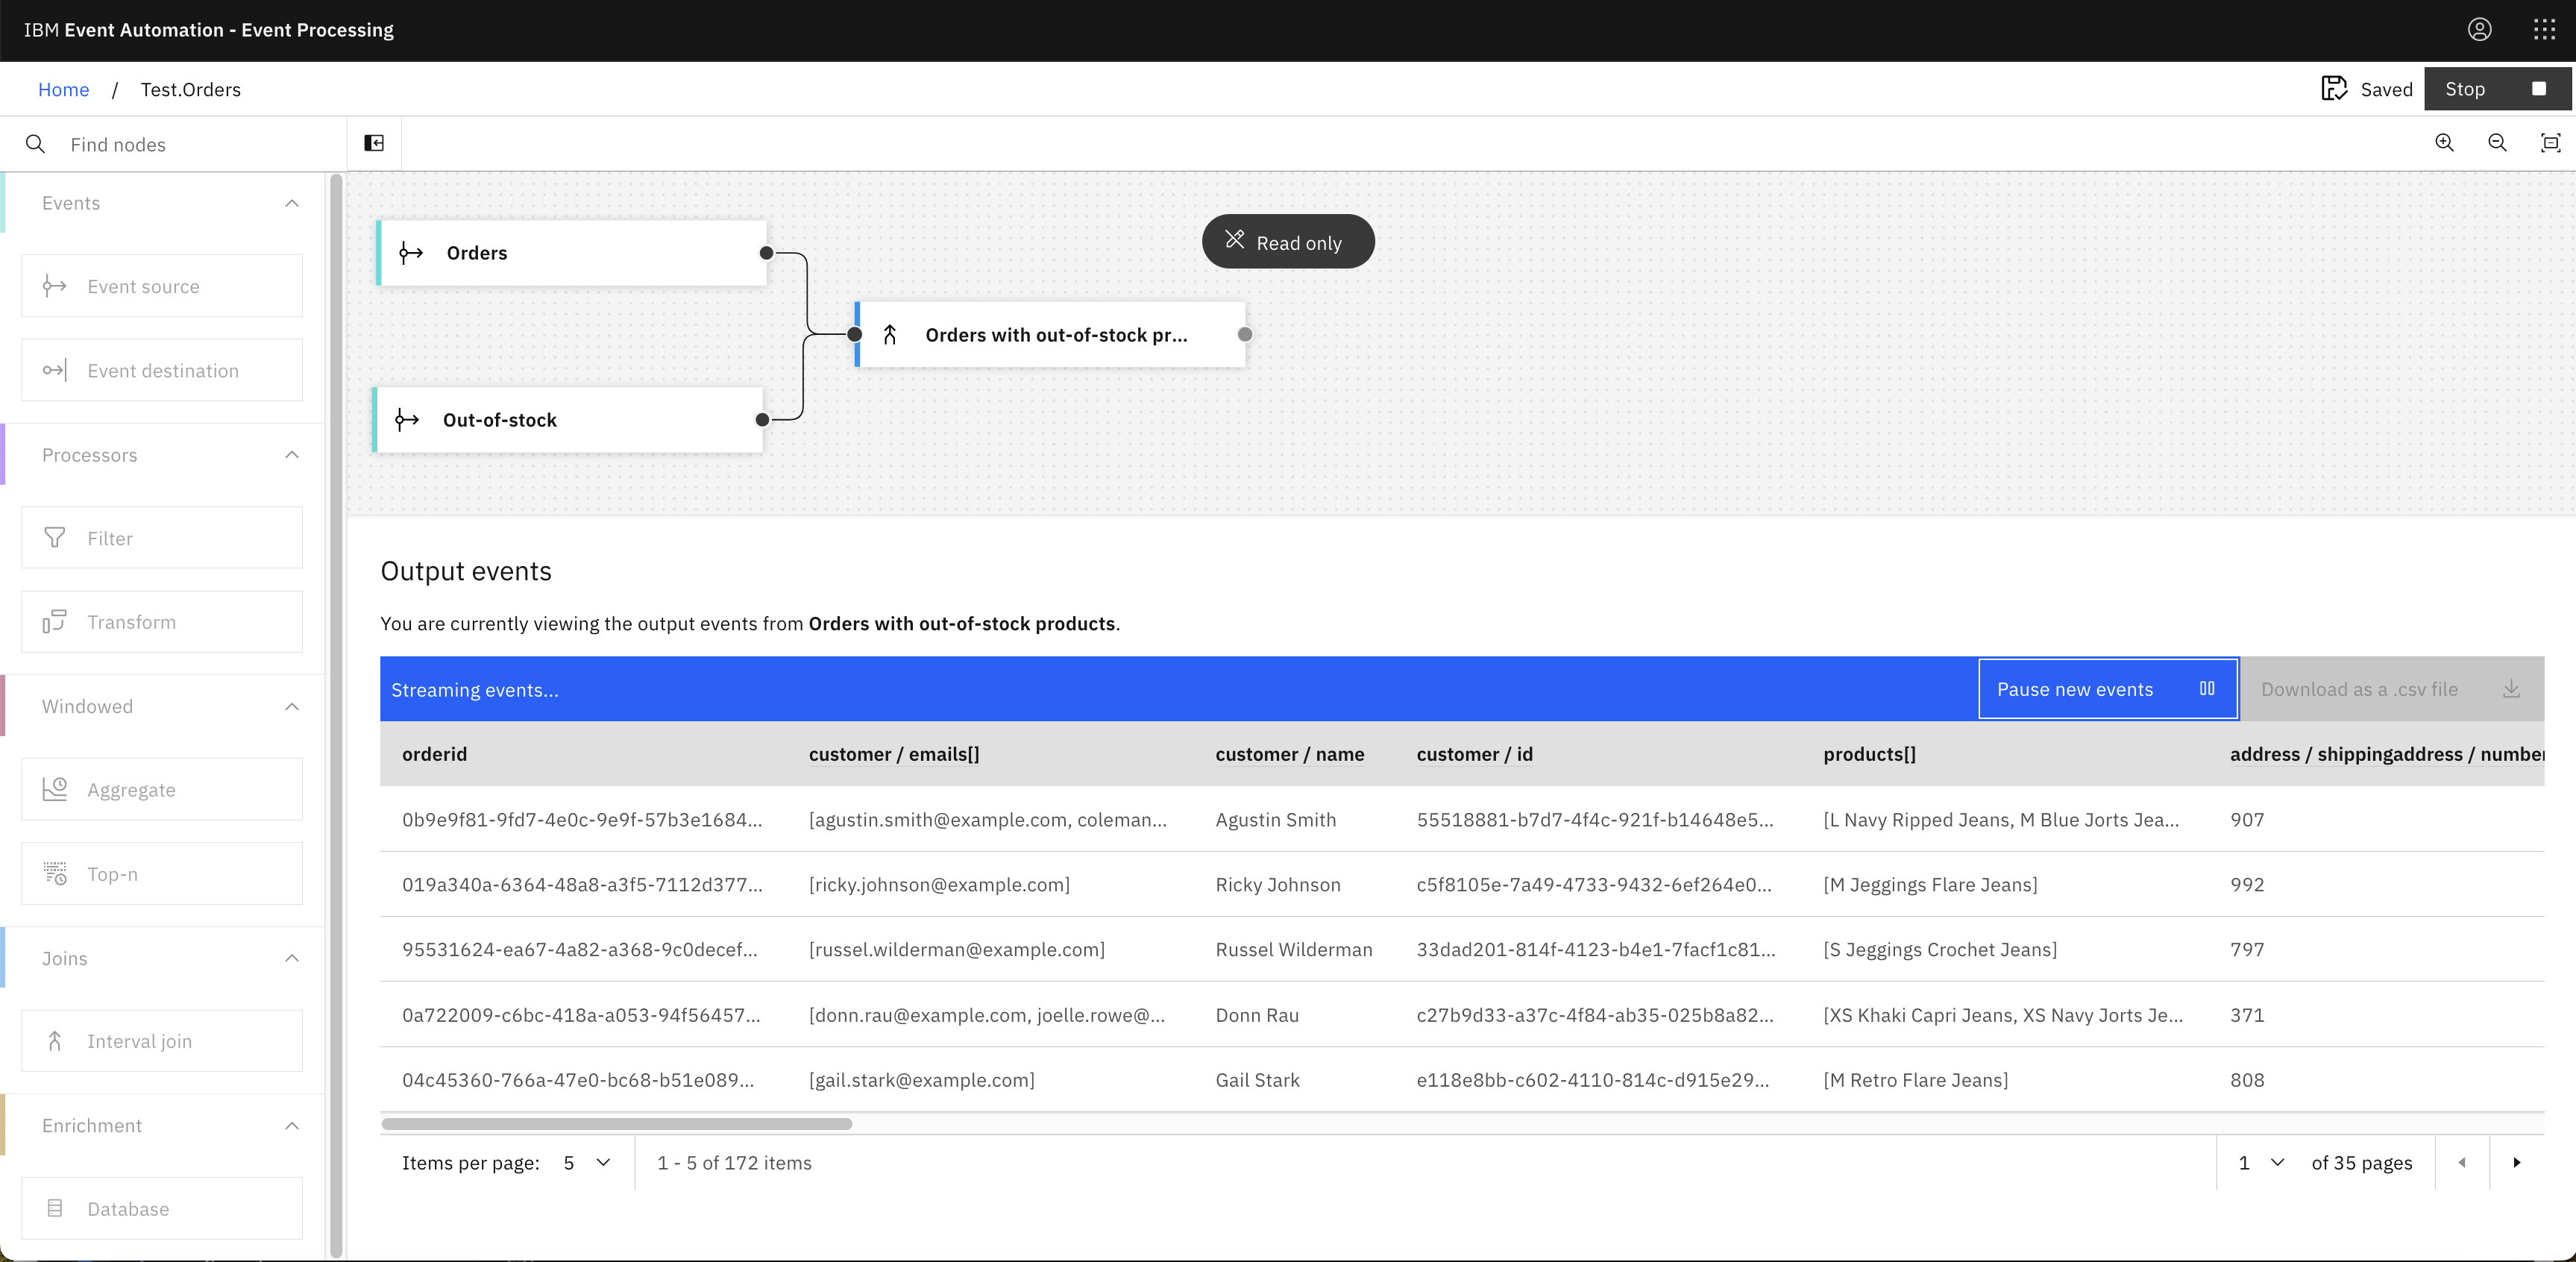 IBM Event Automation - Event Processing
Home / Test.Orders
Saved
Stop
Find nodes
Events
Event source
Event destination
Processors
Filter
Transform
Windowed
Aggregate
Top-n
Joins
Interval join
Enrichment
Database
Orders
Out-of-stock
Orders with out-of-stock pr...
Read only
Output events
You are currently viewing the output events from Orders with out-of-stock products.
Streaming events...
Pause new events
Download as a .csv file
orderid customer / emails[] customer / name customer / id products[] address / shippingaddress / number
0b9e9f81-9fd7-4e0c-9e9f-57b3e1684... [agustin.smith@example.com, coleman... Agustin Smith 55518881-b7d7-4f4c-921f-b14648e5... [L Navy Ripped Jeans, M Blue Jorts Jea... 907
019a340a-6364-48a8-a3f5-7112d377... [ricky.johnson@example.com] Ricky Johnson c5f8105e-7a49-4733-9432-6ef264e0... [M Jeggings Flare Jeans] 992
95531624-ea67-4a82-a368-9c0decef... [russel.wilderman@example.com] Russel Wilderman 33dad201-814f-4123-b4e1-7facf1c81... [S Jeggings Crochet Jeans] 797
0a722009-c6bc-418a-a053-94f56457... [donn.rau@example.com, joelle.rowe@... Donn Rau c27b9d33-a37c-4f84-ab35-025b8a82... [XS Khaki Capri Jeans, XS Navy Jorts Je... 371
04c45360-766a-47e0-bc68-b51e089... [gail.stark@example.com] Gail Stark e118e8bb-c602-4110-814c-d915e29... [M Retro Flare Jeans] 808
Items per page: 5 1 - 5 of 172 items 1 of 35 pages